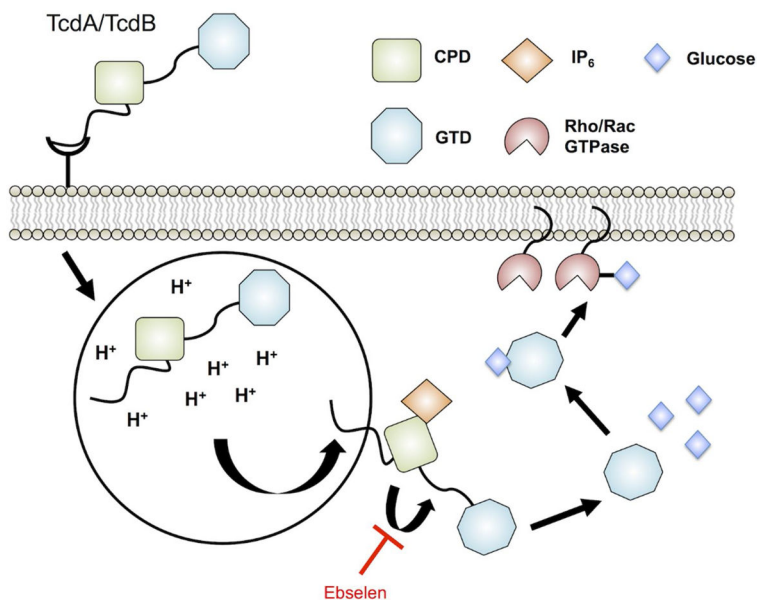 TcdA/TcdB
CPD
IP₆
Glucose
GTD
Rho/Rac
GTPase
H⁺
H⁺
H⁺
H⁺
H⁺
H⁺
H⁺
Ebselen